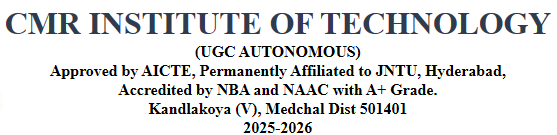 CMR INSTITUTE OF TECHNOLOGY
(UGC AUTONOMOUS)
Approved by AICTE, Permanently Affiliated to JNTU, Hyderabad,
Accredited by NBA and NAAC with A+ Grade.
Kandlakoya (V), Medchal Dist 501401
2025-2026